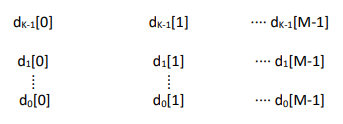 dK-1[0] dK-1[1] ···· dK-1[M-1]
d1[0] d1[1] ···· d1[M-1]
⋮ ⋮
d0[0] d0[1] ···· d0[M-1]